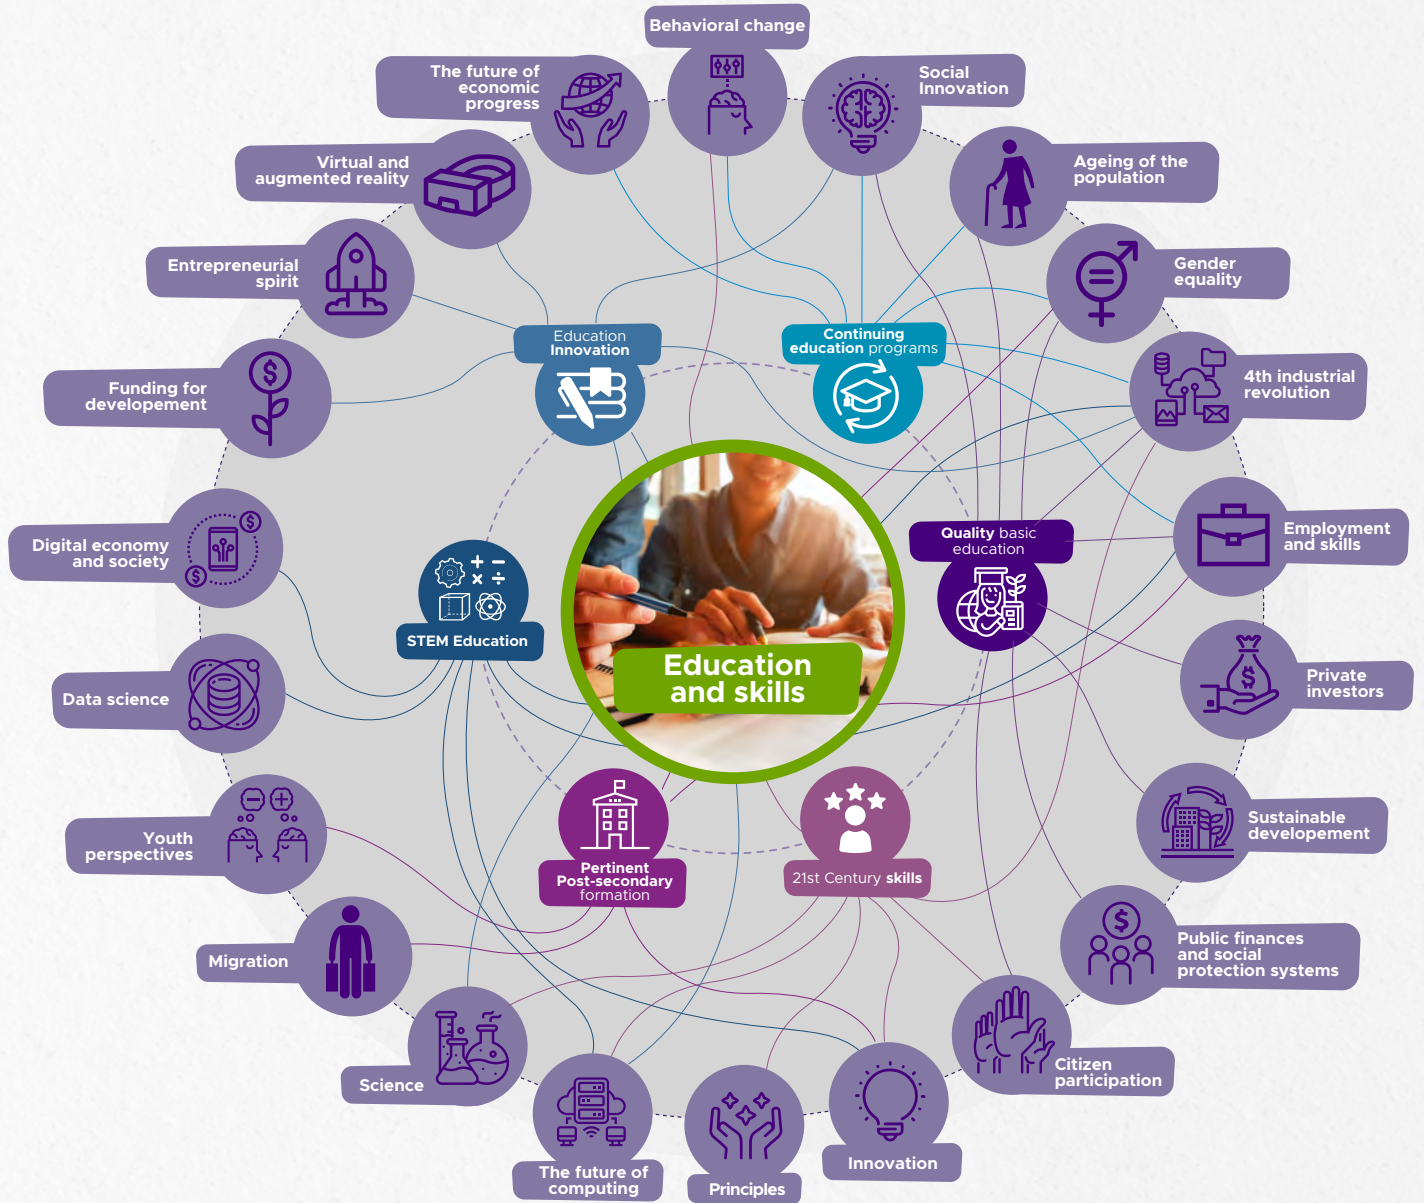 Behavioral change
The future of
economic
progress
Social
Innovation
Virtual and
augmented reality
Ageing of the
population
Entrepreneurial
spirit
Gender
equality
Education
Innovation
Continuing
education programs
Funding for
developement
4th industrial
revolution
Digital economy
and society
Quality basic
education
Employment
and skills
STEM Education
Education
and skills
Data science
Private
investors
Youth
perspectives
Pertinent
Post-secondary
formation
21st Century skills
Sustainable
developement
Migration
Public finances
and social
protection systems
Science
Citizen
participation
The future of
computing
Principles
Innovation